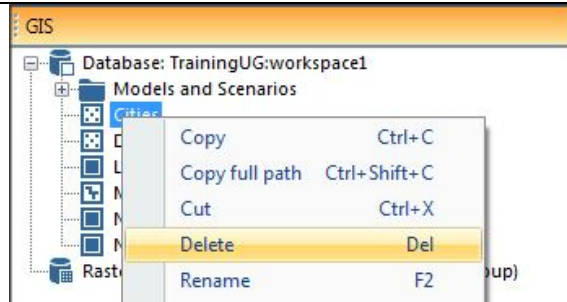 GIS
Database: TrainingUG:workspace1
Models and Scenarios
Cities
Copy Ctrl+C
Copy full path Ctrl+Shift+C
Cut Ctrl+X
Delete Del
Rename F2